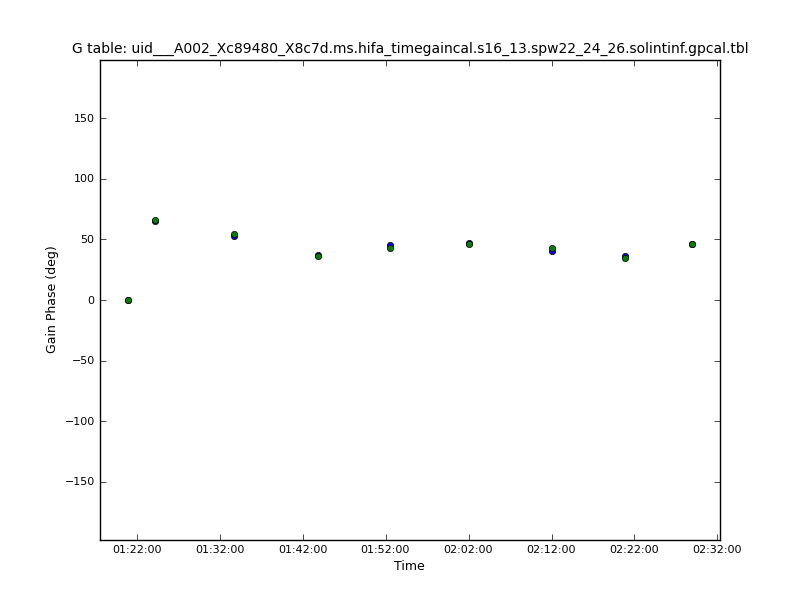 G table: uid___A002_Xc89480_X8c7d.ms.hifa_timegaincal.s16_13.spw22_24_26.solintinf.gpcal.tbl
Gain Phase (deg)
150
100
50
0
−50
−100
−150
01:22:00 01:32:00 01:42:00 01:52:00 02:02:00 02:12:00 02:22:00 02:32:00
Time